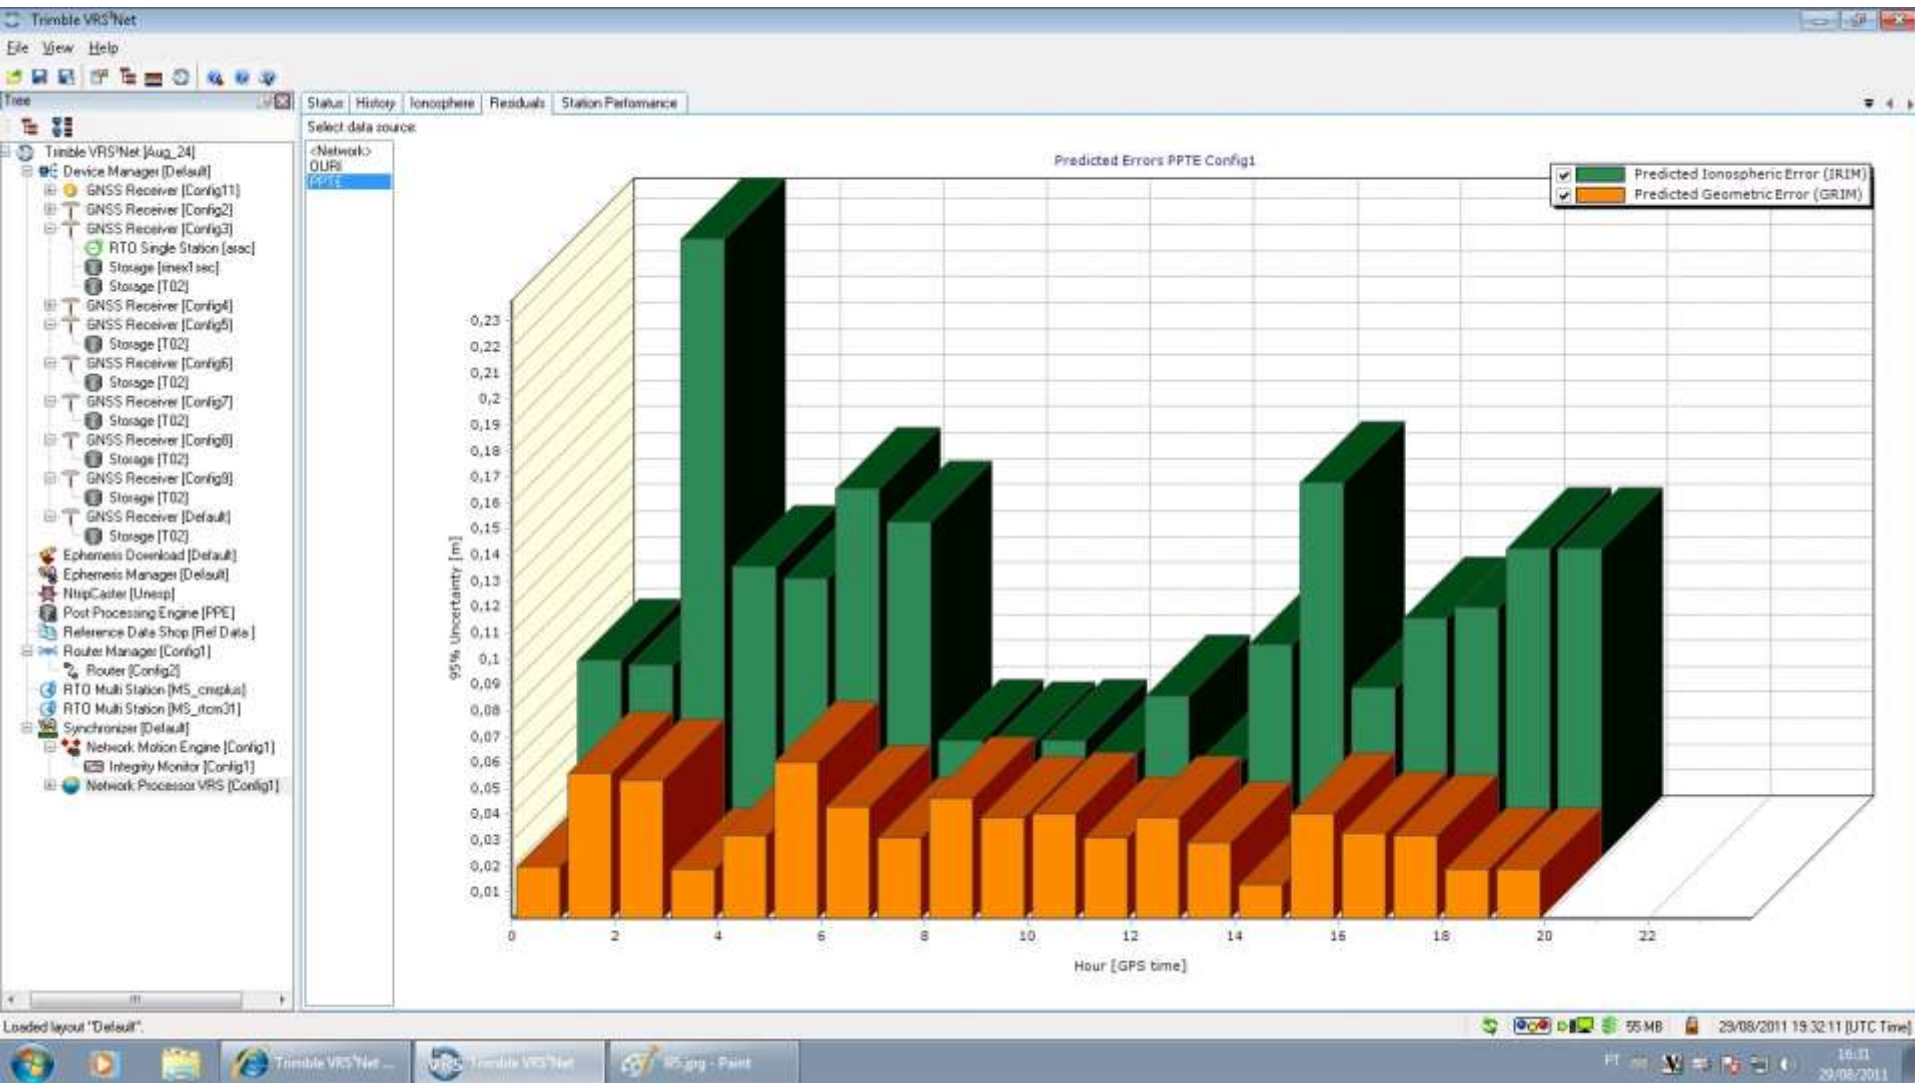 Trimble VRS³Net
File View Help
Tree
Status History Ionosphere Residuals Station Performance
Select data source:
<Network>
OURI
PPTE
Trimble VRS³Net [Aug_24]
Device Manager [Default]
GNSS Receiver [Config11]
GNSS Receiver [Config2]
GNSS Receiver [Config3]
RTO Single Station [arac]
Storage [rinex1sec]
Storage [T02]
GNSS Receiver [Config4]
GNSS Receiver [Config5]
Storage [T02]
GNSS Receiver [Config6]
Storage [T02]
GNSS Receiver [Config7]
Storage [T02]
GNSS Receiver [Config8]
Storage [T02]
GNSS Receiver [Config9]
Storage [T02]
GNSS Receiver [Default]
Storage [T02]
Ephemeris Download [Default]
Ephemeris Manager [Default]
NtripCaster [Unesp]
Post Processing Engine [PPE]
Reference Data Shop [Ref Data ]
Router Manager [Config1]
Router [Config2]
RTO Multi Station [MS_cmrplus]
RTO Multi Station [MS_rtcm31]
Synchronizer [Default]
Network Motion Engine [Config1]
Integrity Monitor [Config1]
Network Processor VRS [Config1]
Predicted Errors PPTE Config1
Predicted Ionospheric Error (IRIM)
Predicted Geometric Error (GRIM)
95% Uncertainty [m]
0,23
0,22
0,21
0,2
0,19
0,18
0,17
0,16
0,15
0,14
0,13
0,12
0,11
0,1
0,09
0,08
0,07
0,06
0,05
0,04
0,03
0,02
0,01
0 2 4 6 8 10 12 14 16 18 20 22
Hour [GPS time]
Loaded layout "Default".
55 MB
29/08/2011 19:32:11 [UTC Time]
Trimble VRS³Net ...
Trimble VRS³Net
- Paint
PT
16:31
29/08/2011